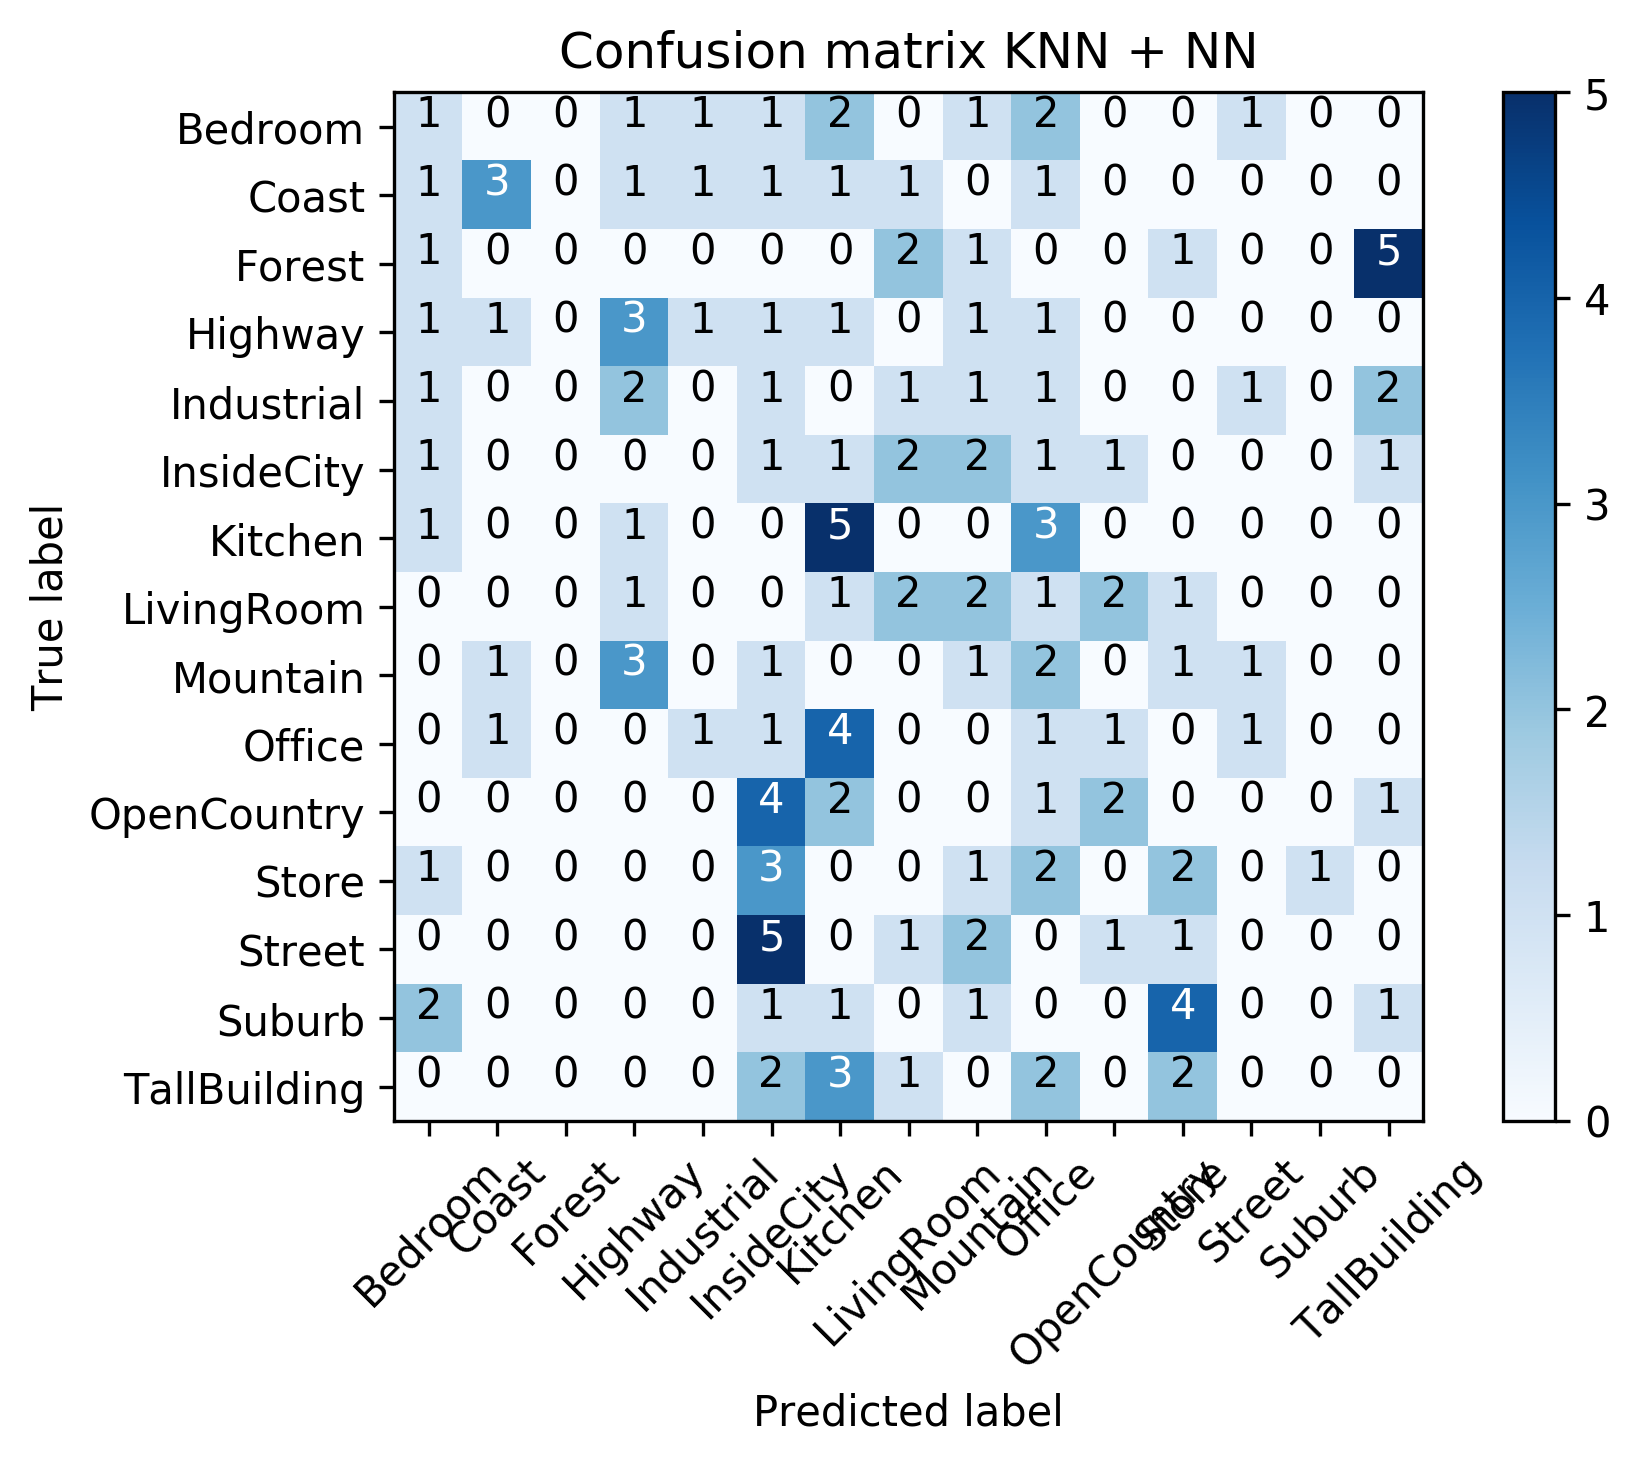 Confusion matrix KNN + NN
Bedroom 1 0 0 1 1 1 2 0 1 2 0 0 1 0 0
Coast 1 3 0 1 1 1 1 1 0 1 0 0 0 0 0
Forest 1 0 0 0 0 0 0 2 1 0 0 1 0 0 5
Highway 1 1 0 3 1 1 1 0 1 1 0 0 0 0 0
Industrial 1 0 0 2 0 1 0 1 1 1 0 0 1 0 2
InsideCity 1 0 0 0 0 1 1 2 2 1 1 0 0 0 1
Kitchen 1 0 0 1 0 0 5 0 0 3 0 0 0 0 0
LivingRoom 0 0 0 1 0 0 1 2 2 1 2 1 0 0 0
Mountain 0 1 0 3 0 1 0 0 1 2 0 1 1 0 0
Office 0 1 0 0 1 1 4 0 0 1 1 0 1 0 0
OpenCountry 0 0 0 0 0 4 2 0 0 1 2 0 0 0 1
Store 1 0 0 0 0 3 0 0 1 2 0 2 0 1 0
Street 0 0 0 0 0 5 0 1 2 0 1 1 0 0 0
Suburb 2 0 0 0 0 1 1 0 1 0 0 4 0 0 1
TallBuilding 0 0 0 0 0 2 3 1 0 2 0 2 0 0 0
Bedroom
Coast
Forest
Highway
Industrial
InsideCity
Kitchen
LivingRoom
Mountain
Office
OpenCountry
Store
Street
Suburb
TallBuilding
Predicted label
True label
5
4
3
2
1
0